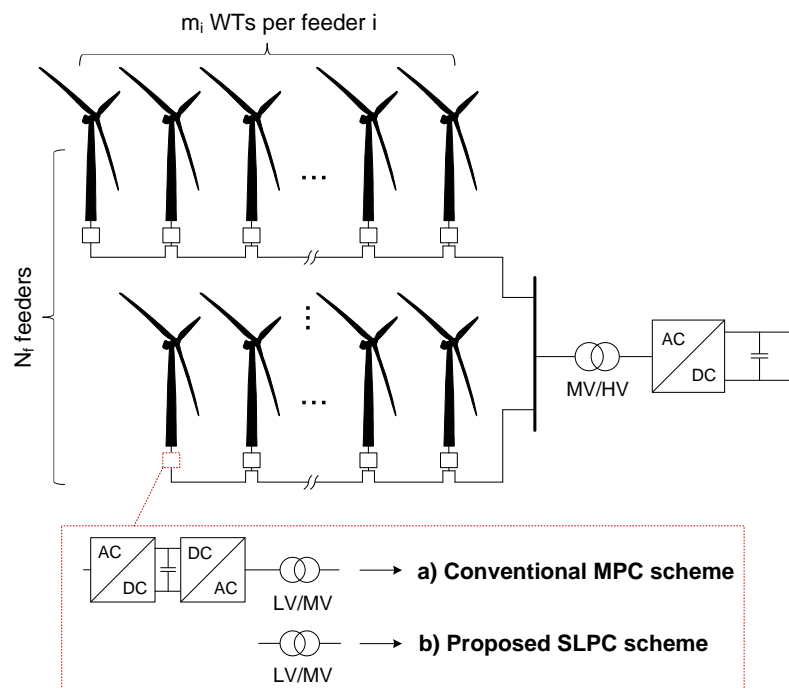 mi WTs per feeder i
...
Nf feeders
...
...
AC
DC
MV/HV
AC
DC
DC
AC
LV/MV
a) Conventional MPC scheme
LV/MV
b) Proposed SLPC scheme